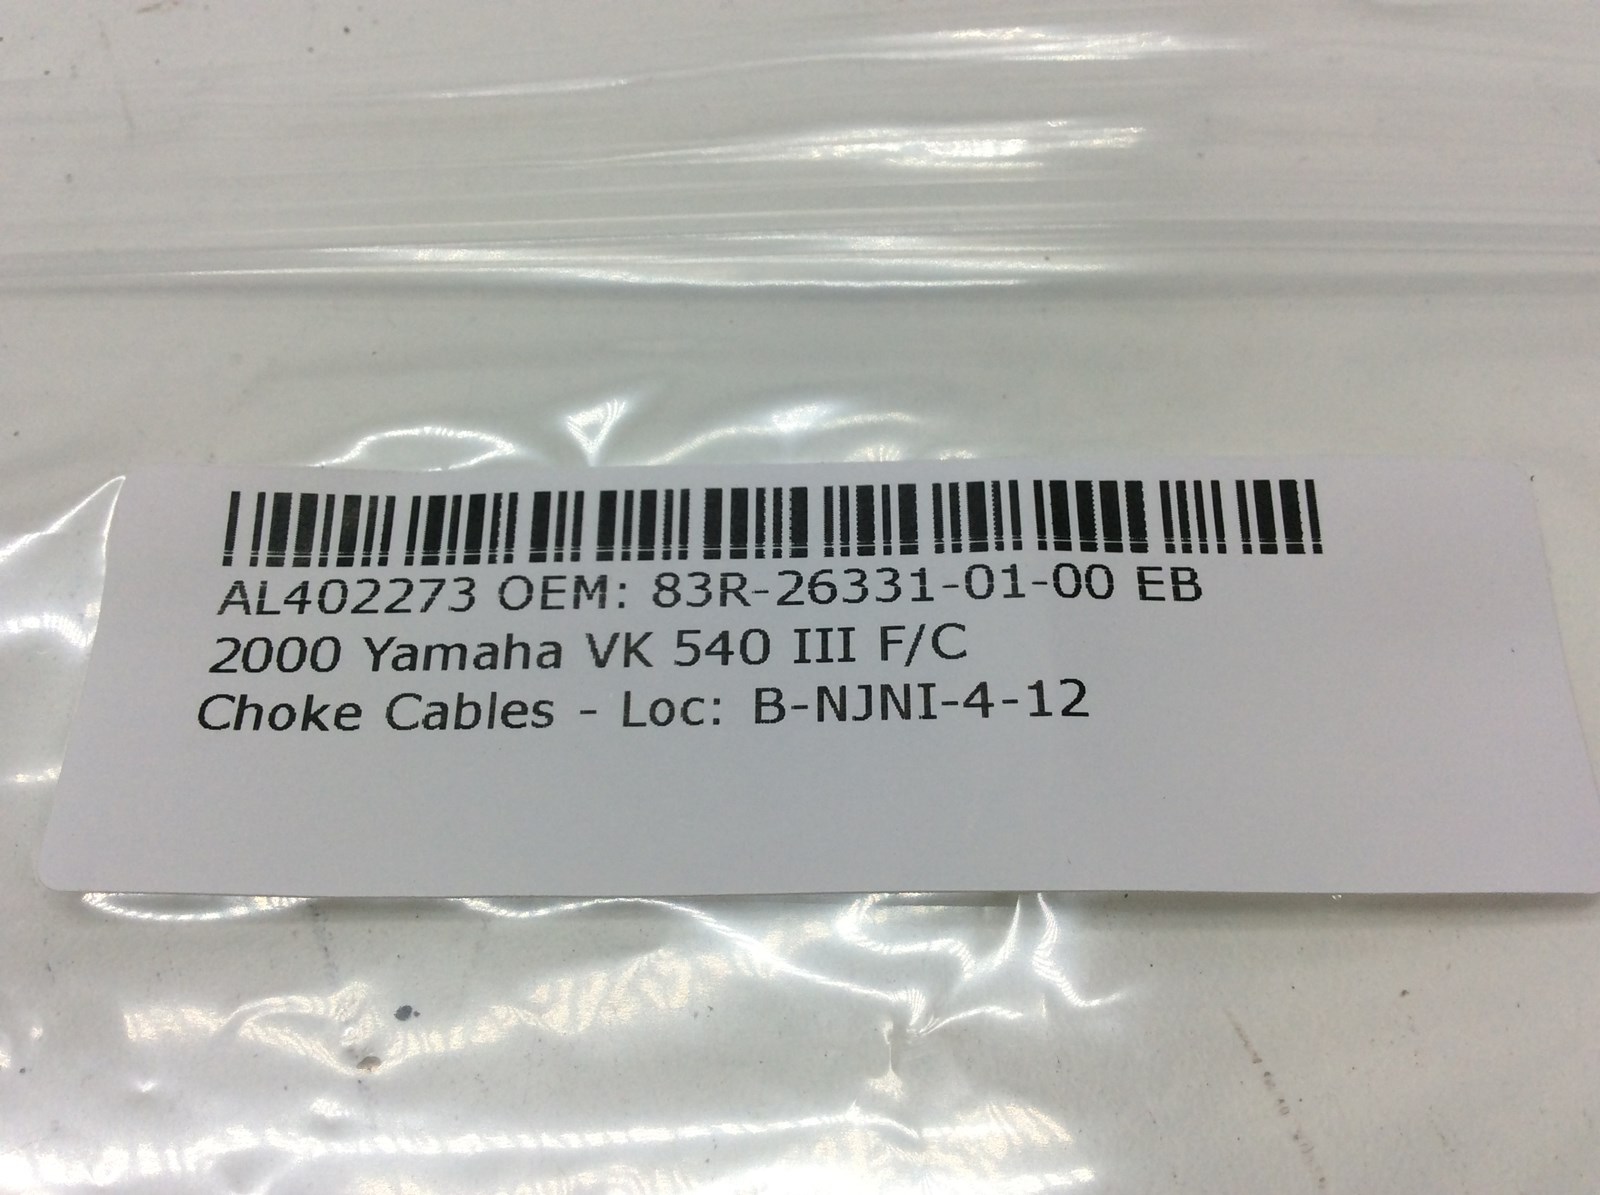 AL402273 OEM: 83R-26331-01-00 EB
2000 Yamaha VK 540 III F/C
Choke Cables - Loc: B-NJNI-4-12